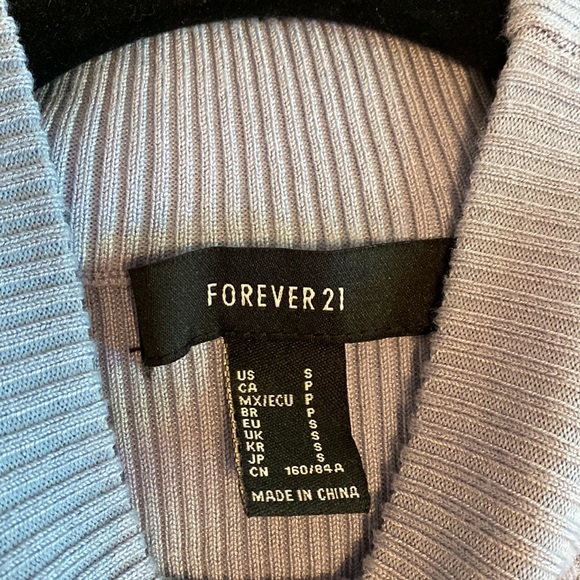 FOREVER 21
US S
CA P
MX/ECU P
BR P
EU S
UK S
KR S
JP S
CN 160/84A
MADE IN CHINA